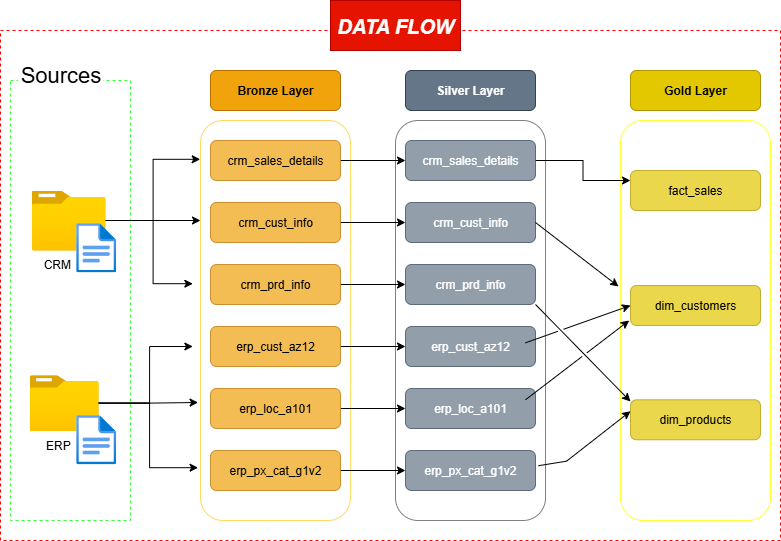 DATA FLOW
Sources
Bronze Layer
Silver Layer
Gold Layer
crm_sales_details
crm_sales_details
fact_sales
crm_cust_info
crm_cust_info
CRM
crm_prd_info
crm_prd_info
dim_customers
erp_cust_az12
erp_cust_az12
erp_loc_a101
erp_loc_a101
dim_products
ERP
erp_px_cat_g1v2
erp_px_cat_g1v2